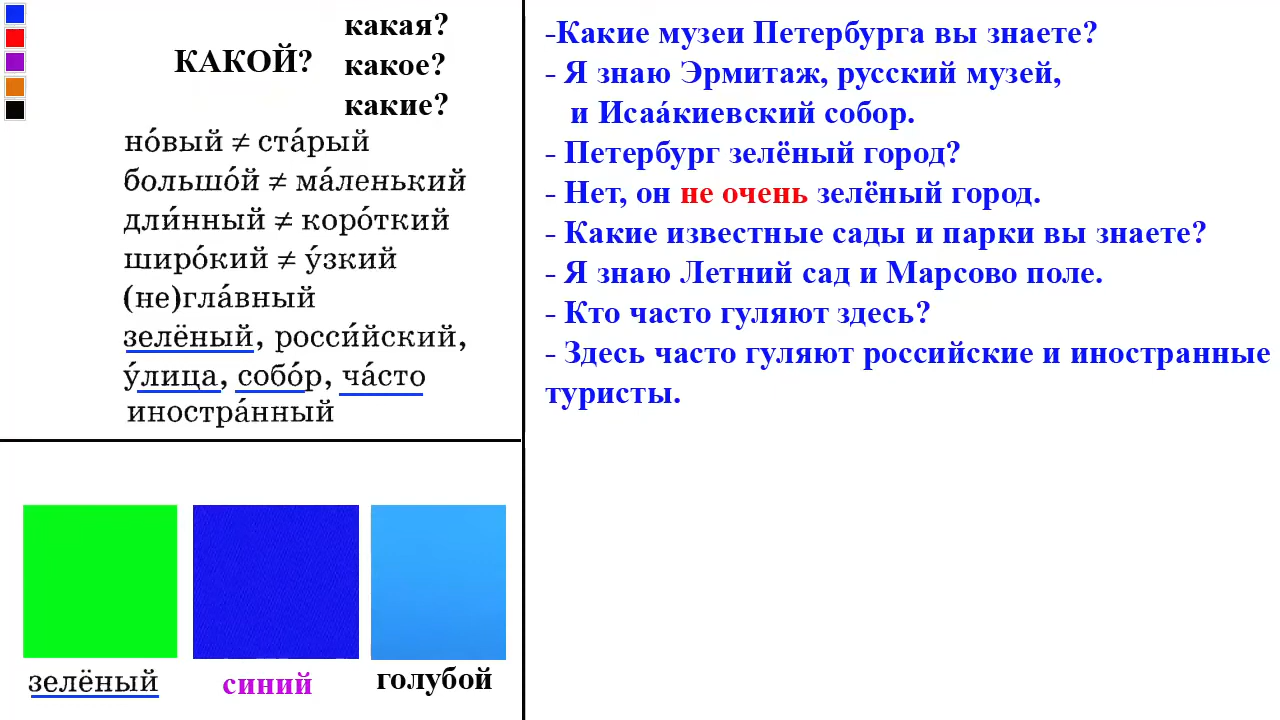 КАКОЙ?
какая?
какое?
какие?
но́вый ≠ ста́рый
большо́й ≠ ма́ленький
дли́нный ≠ коро́ткий
широ́кий ≠ у́зкий
(не)гла́вный
зелёный, росси́йский,
у́лица, собо́р, ча́сто
иностра́нный
зелёный
синий
голубой
-Какие музеи Петербурга вы знаете?
- Я знаю Эрмитаж, русский музей,
и Исаа́киевский собор.
- Петербург зелёный город?
- Нет, он не очень зелёный город.
- Какие известные сады и парки вы знаете?
- Я знаю Летний сад и Марсово поле.
- Кто часто гуляют здесь?
- Здесь часто гуляют российские и иностранные
туристы.